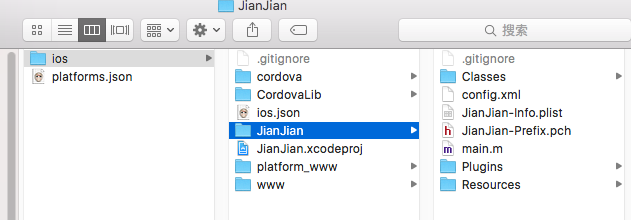 JianJian
搜索
ios
platforms.json
.gitignore
cordova
CordovaLib
ios.json
JianJian
JianJian.xcodeproj
platform_www
www
.gitignore
Classes
config.xml
JianJian-Info.plist
JianJian-Prefix.pch
main.m
Plugins
Resources